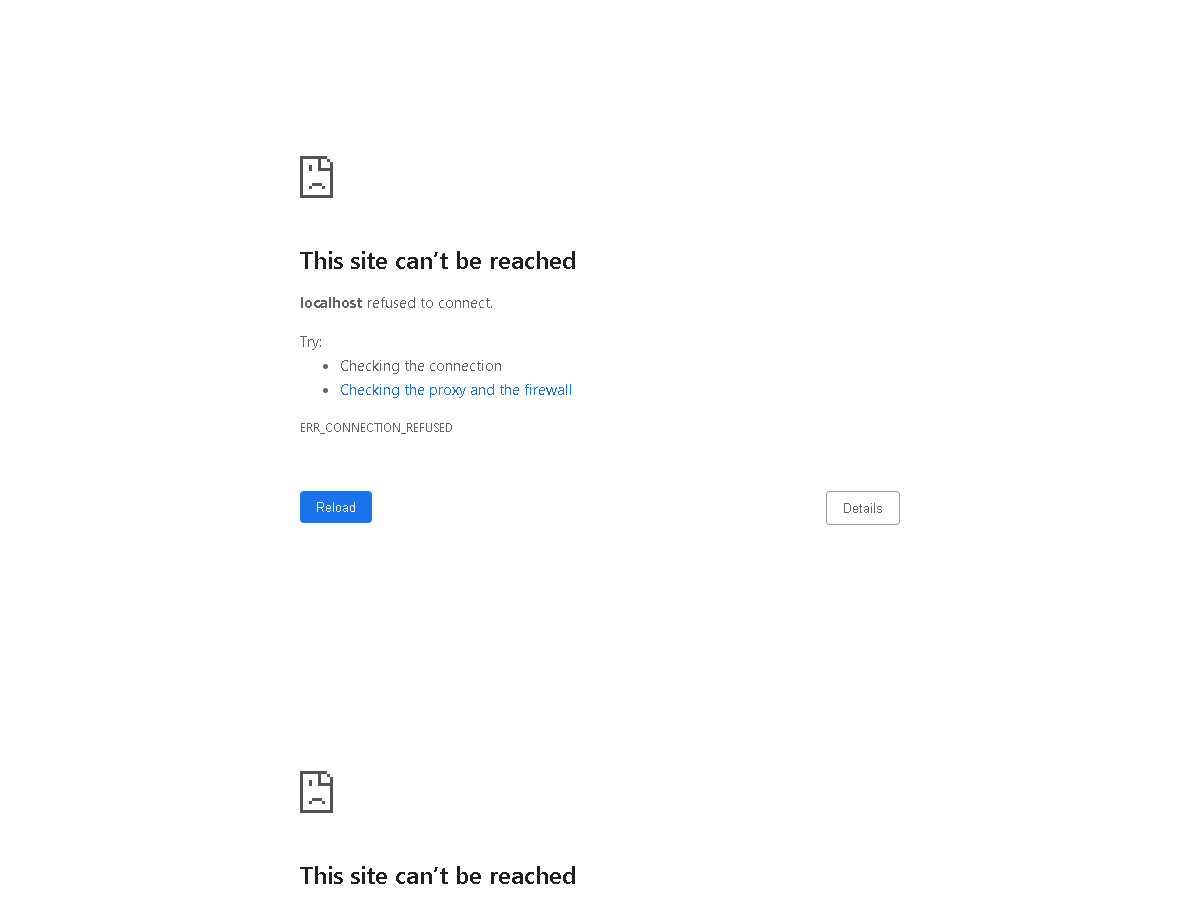 This site can’t be reached
localhost refused to connect.
Try:
Checking the connection
Checking the proxy and the firewall
ERR_CONNECTION_REFUSED
Reload
Details
This site can’t be reached